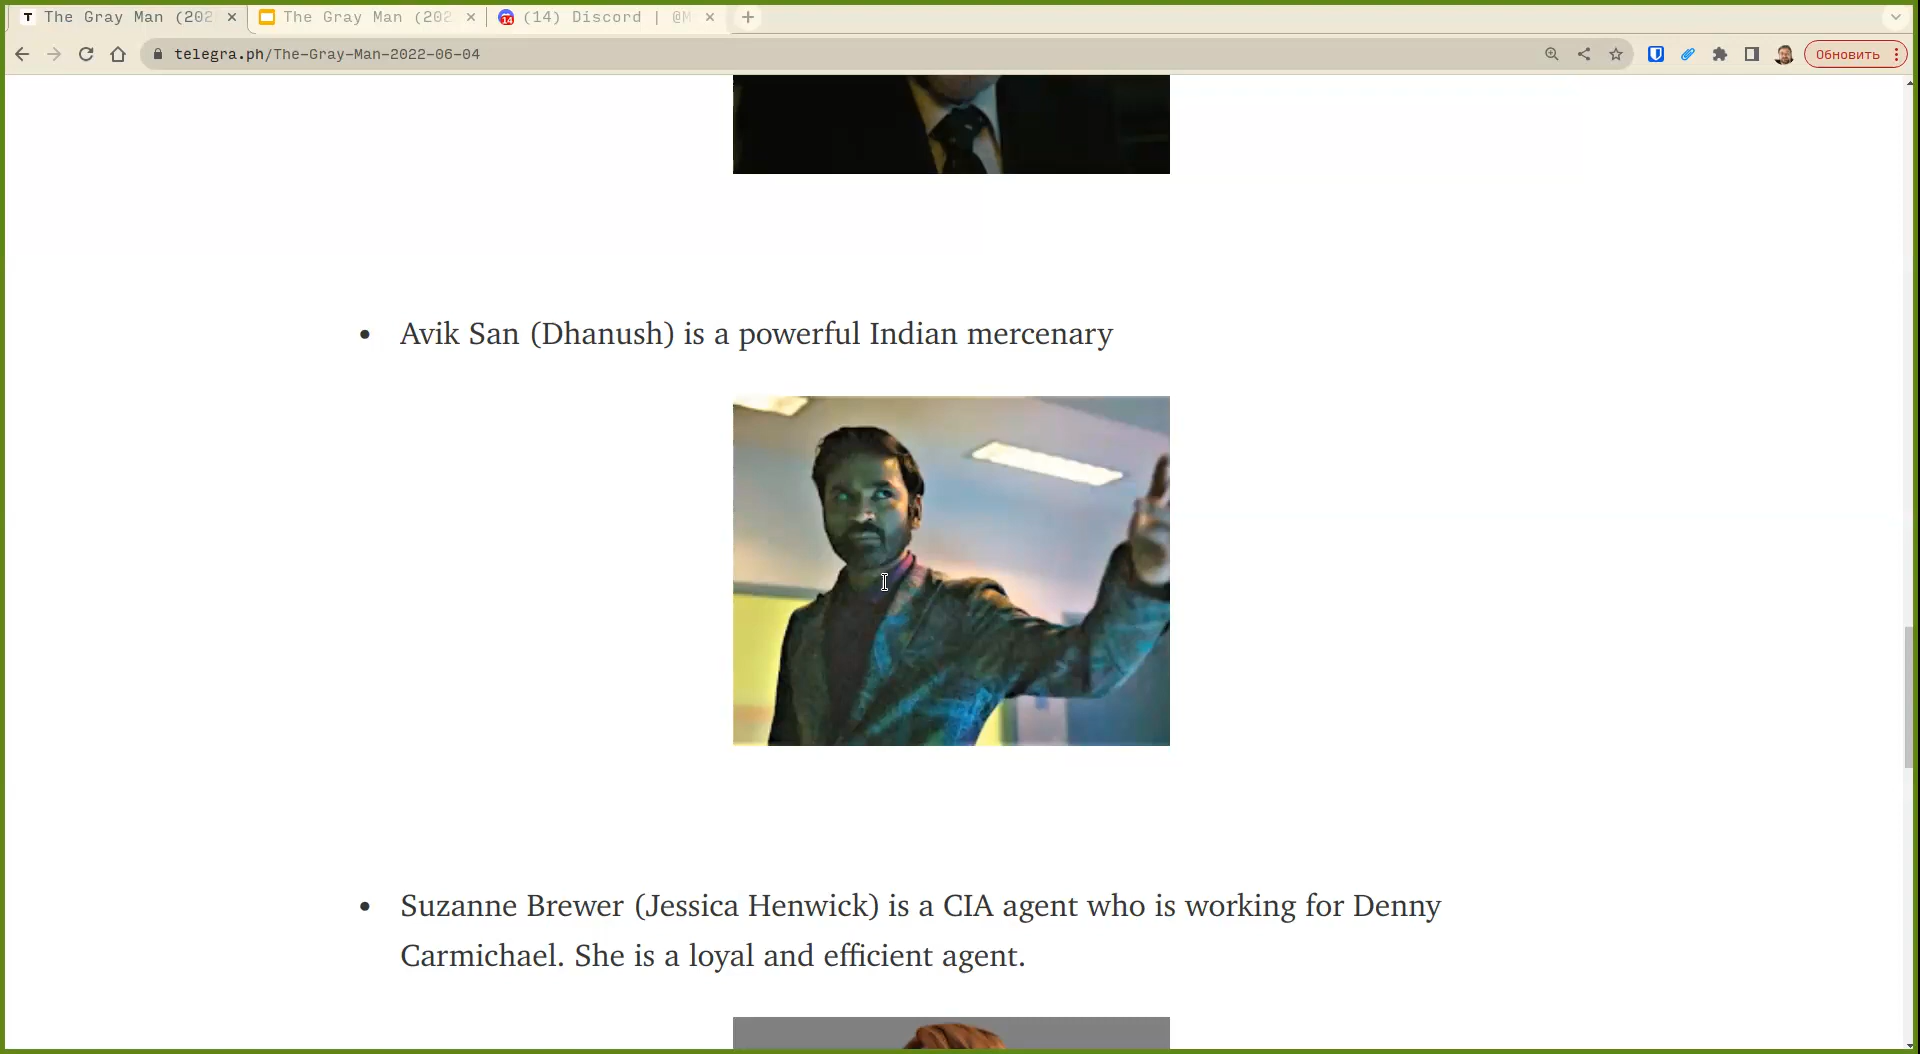 The Gray Man (202
The Gray Man (202
(14) Discord | @M
telegra.ph/The-Gray-Man-2022-06-04
Обновить
Avik San (Dhanush) is a powerful Indian mercenary
Suzanne Brewer (Jessica Henwick) is a CIA agent who is working for Denny
Carmichael. She is a loyal and efficient agent.